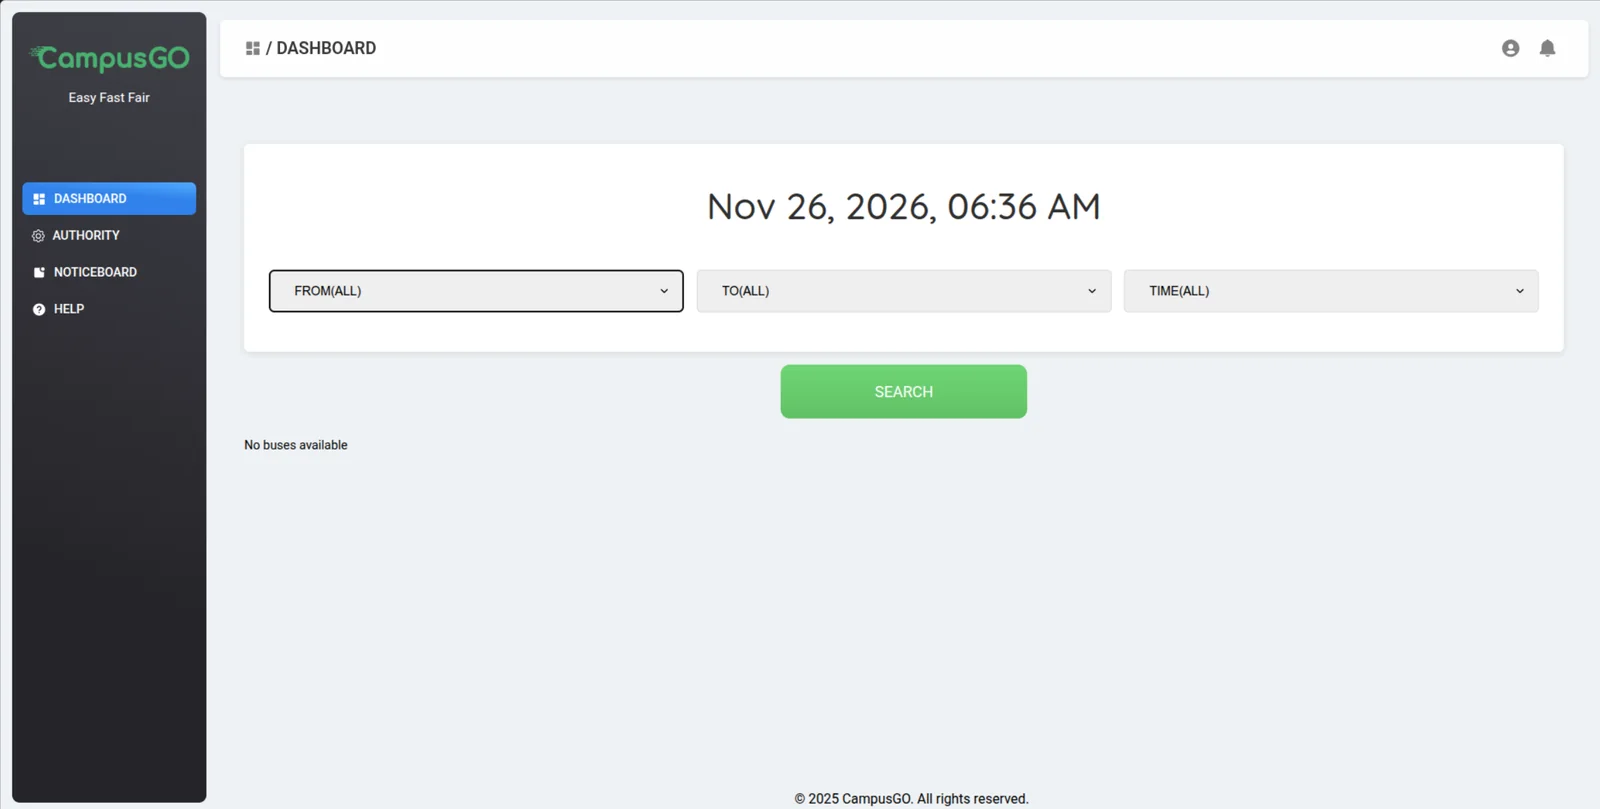 CampusGO
Easy Fast Fair
DASHBOARD
AUTHORITY
NOTICEBOARD
HELP
/ DASHBOARD
Nov 26, 2026, 06:36 AM
FROM(ALL)
TO(ALL)
TIME(ALL)
SEARCH
No buses available
© 2025 CampusGO. All rights reserved.